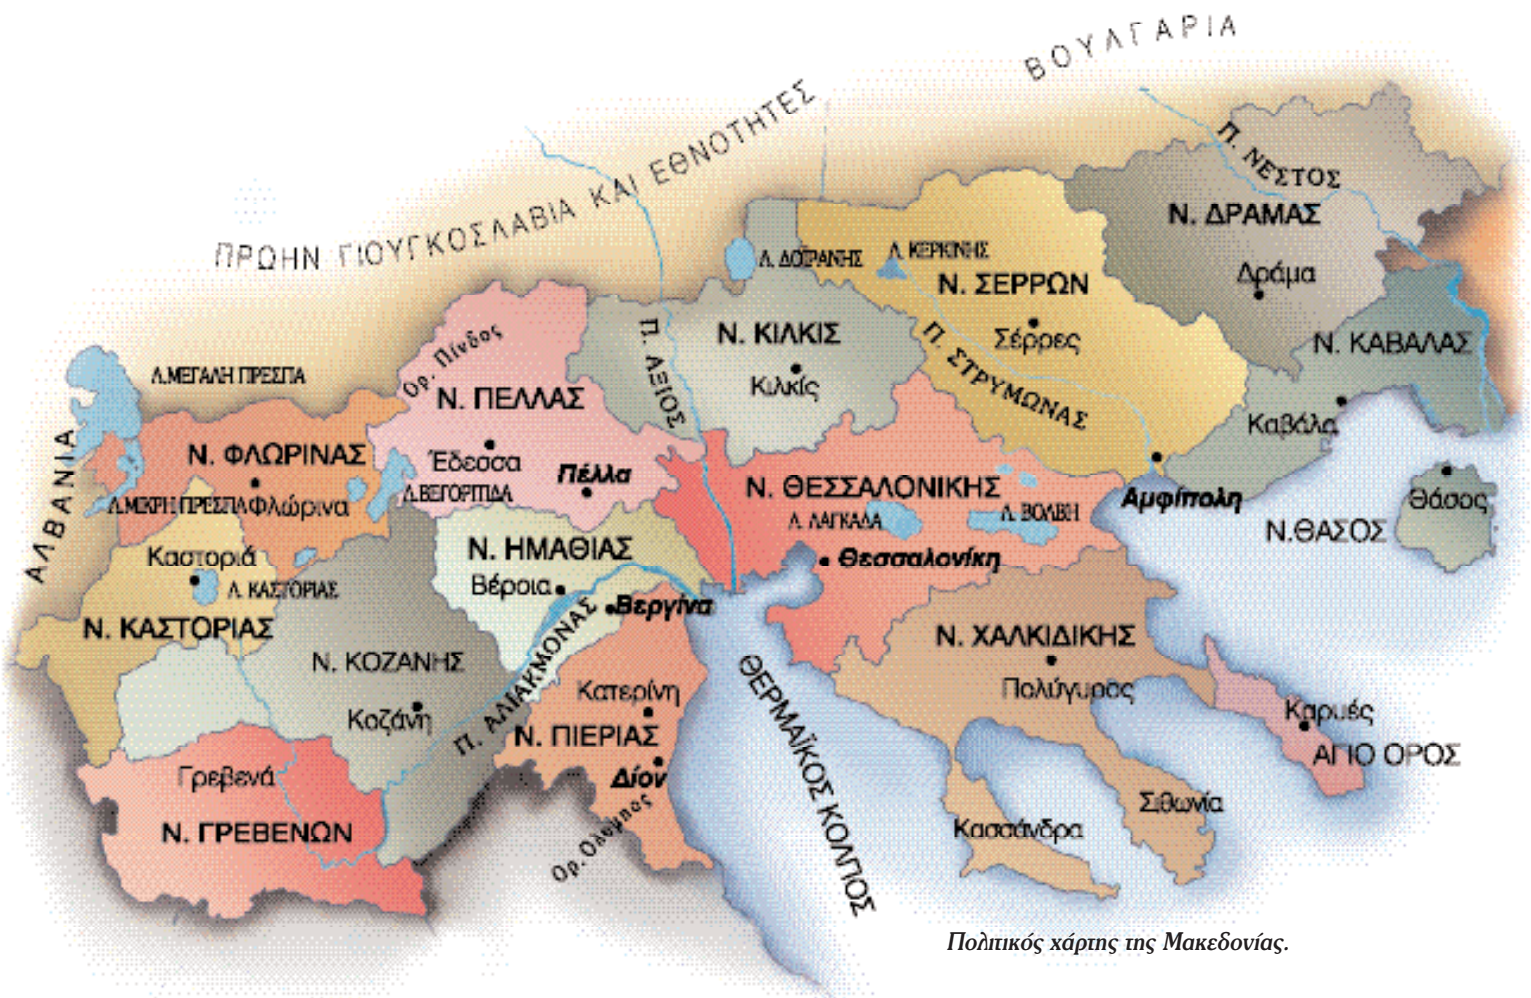 ΒΟΥΛΓΑΡΙΑ
ΠΡΩΗΝ ΓΙΟΥΓΚΟΣΛΑΒΙΑ ΚΑΙ ΕΘΝΟΤΗΤΕΣ
ΑΛΒΑΝΙΑ
Π. ΝΕΣΤΟΣ
Ν. ΔΡΑΜΑΣ
Δράμα
Λ. ΔΟΪΡΑΝΗΣ
Λ. ΚΕΡΚΙΝΗΣ
Ν. ΣΕΡΡΩΝ
Σέρρες
Π. ΣΤΡΥΜΩΝΑΣ
Ν. ΚΑΒΑΛΑΣ
Καβάλα
Π. ΑΞΙΟΣ
Ν. ΚΙΛΚΙΣ
Κιλκίς
Ορ. Πίνδος
Ν. ΠΕΛΛΑΣ
Έδεσσα
Πέλλα
Λ.ΒΕΓΟΡΙΤΙΔΑ
Λ.ΜΕΓΑΛΗ ΠΡΕΣΠΑ
Ν. ΦΛΩΡΙΝΑΣ
Λ.ΜΙΚΡΗ ΠΡΕΣΠΑ
Φλώρινα
Ν. ΘΕΣΣΑΛΟΝΙΚΗΣ
Λ. ΛΑΓΚΑΔΑ
Λ. ΒΟΛΒΗ
Θεσσαλονίκη
Αμφίπολη
Θάσος
Ν.ΘΑΣΟΣ
Καστοριά
Λ. ΚΑΣΤΟΡΙΑΣ
Ν. ΚΑΣΤΟΡΙΑΣ
Ν. ΗΜΑΘΙΑΣ
Βέροια
Βεργίνα
Ν. ΚΟΖΑΝΗΣ
Κοζάνη
Π. ΑΛΙΑΚΜΟΝΑΣ
Κατερίνη
Ν. ΠΙΕΡΙΑΣ
Δίον
Ορ. Ολυμπος
ΘΕΡΜΑΪΚΟΣ ΚΟΛΠΟΣ
Ν. ΧΑΛΚΙΔΙΚΗΣ
Πολύγυρος
Καρυές
ΑΓΙΟ ΟΡΟΣ
Σιθωνία
Κασσάνδρα
Γρεβενά
Ν. ΓΡΕΒΕΝΩΝ
Πολιτικός χάρτης της Μακεδονίας.